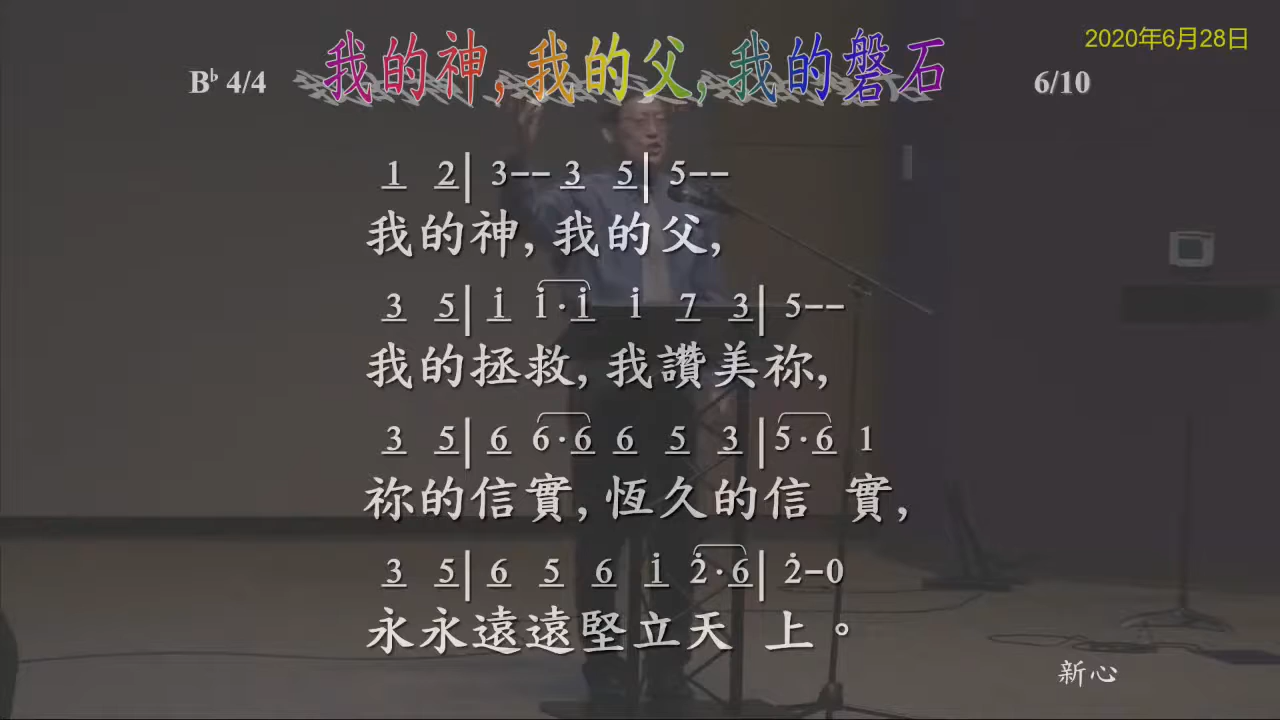 我的神,我的父,我的磐石
2020年6月28日
B♭ 4/4
6/10
1 2| 3-- 3 5| 5--
我的神,我的父,
3 5| i i·i i 7 3| 5--
我的拯救,我讚美祢,
3 5| 6 6·6 6 5 3| 5·6 1
祢的信實,恆久的信 實,
3 5| 6 5 6 i 2̇·6| 2̇-0
永永遠遠堅立天 上。
新心